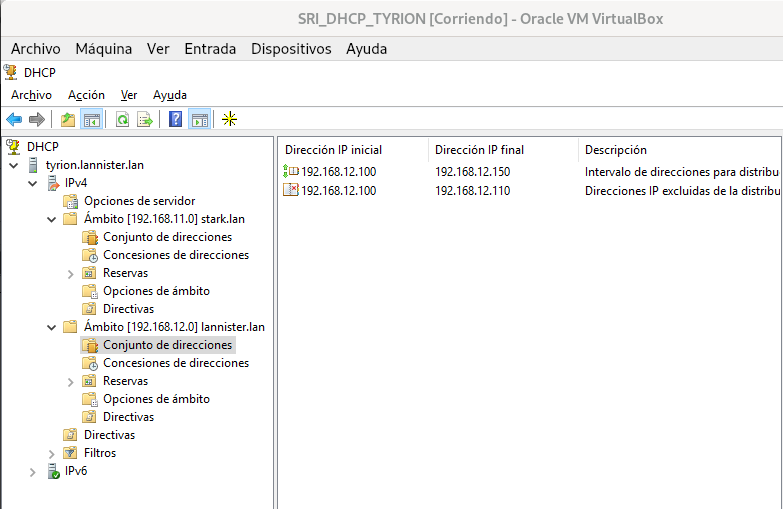 SRI_DHCP_TYRION [Corriendo] - Oracle VM VirtualBox
Archivo Máquina Ver Entrada Dispositivos Ayuda
DHCP
Archivo Acción Ver Ayuda
DHCP
tyrion.lannister.lan
IPv4
Opciones de servidor
Ámbito [192.168.11.0] stark.lan
Conjunto de direcciones
Concesiones de direcciones
Reservas
Opciones de ámbito
Directivas
Ámbito [192.168.12.0] lannister.lan
Conjunto de direcciones
Concesiones de direcciones
Reservas
Opciones de ámbito
Directivas
Directivas
Filtros
IPv6
Dirección IP inicial Dirección IP final Descripción
192.168.12.100 192.168.12.150 Intervalo de direcciones para distribu
192.168.12.100 192.168.12.110 Direcciones IP excluidas de la distribu